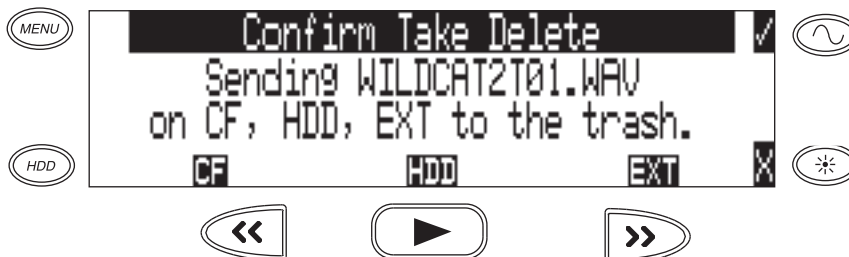 MENU
Confirm Take Delete
✓
Sending WILDCAT2T01.WAV
on CF, HDD, EXT to the trash.
HDD
CF HDD EXT X